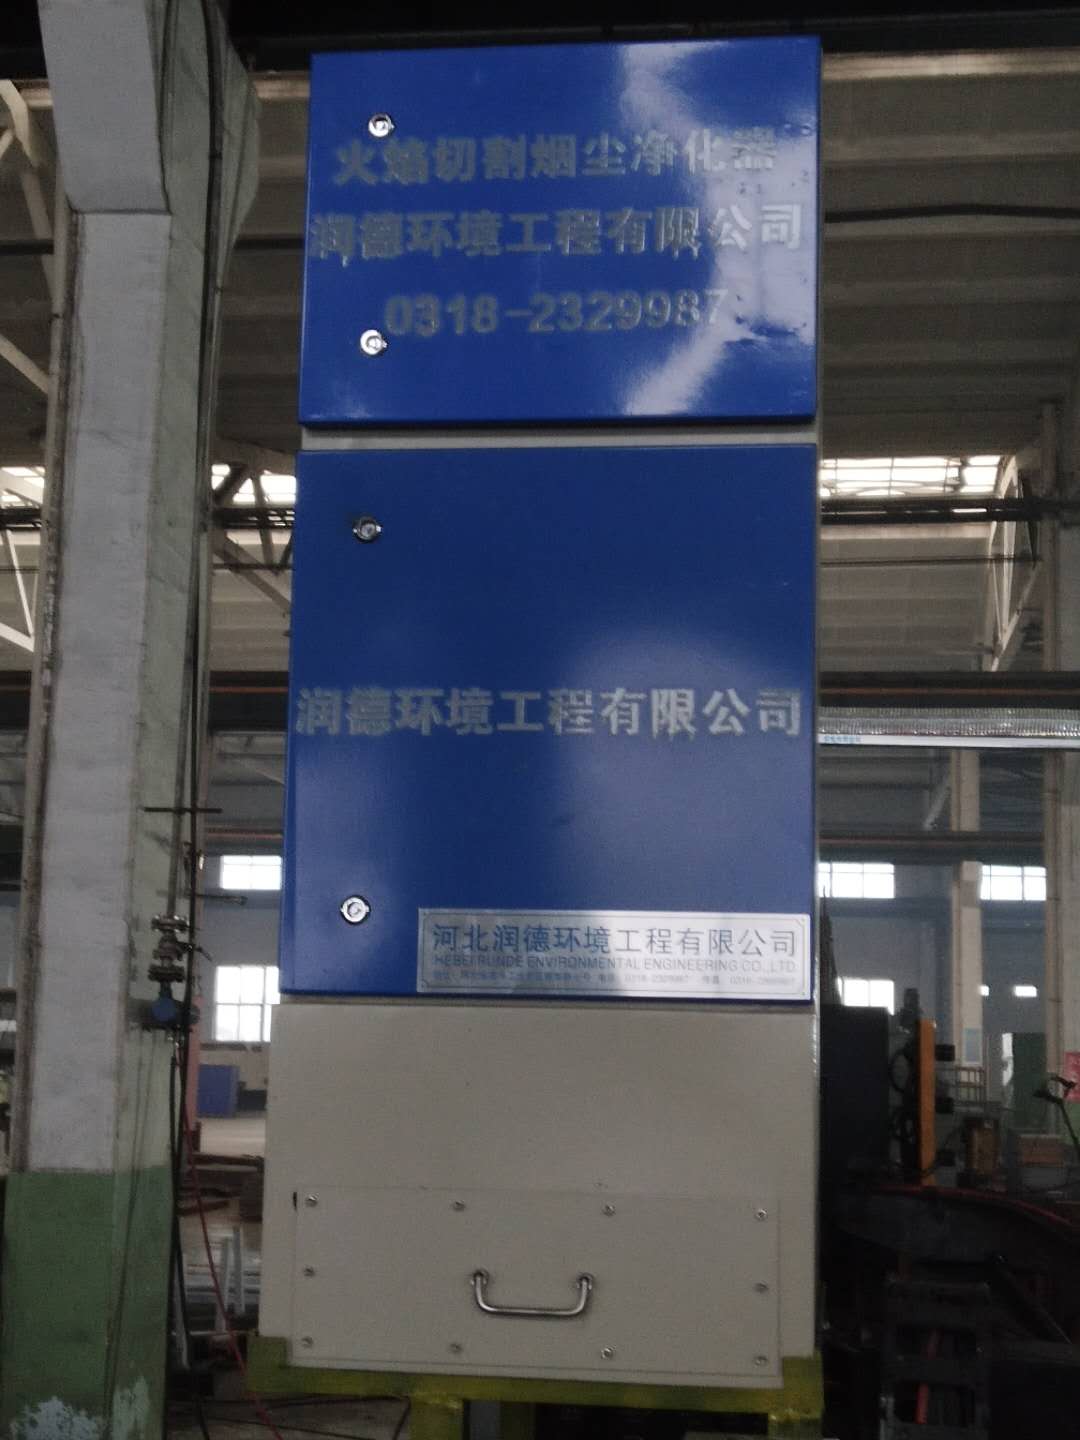 火焰切割烟尘净化器
润德环境工程有限公司
0318-2329987
润德环境工程有限公司
河北润德环境工程有限公司
HEBEI RUNDE ENVIRONMENTAL ENGINEERING CO.,LTD.